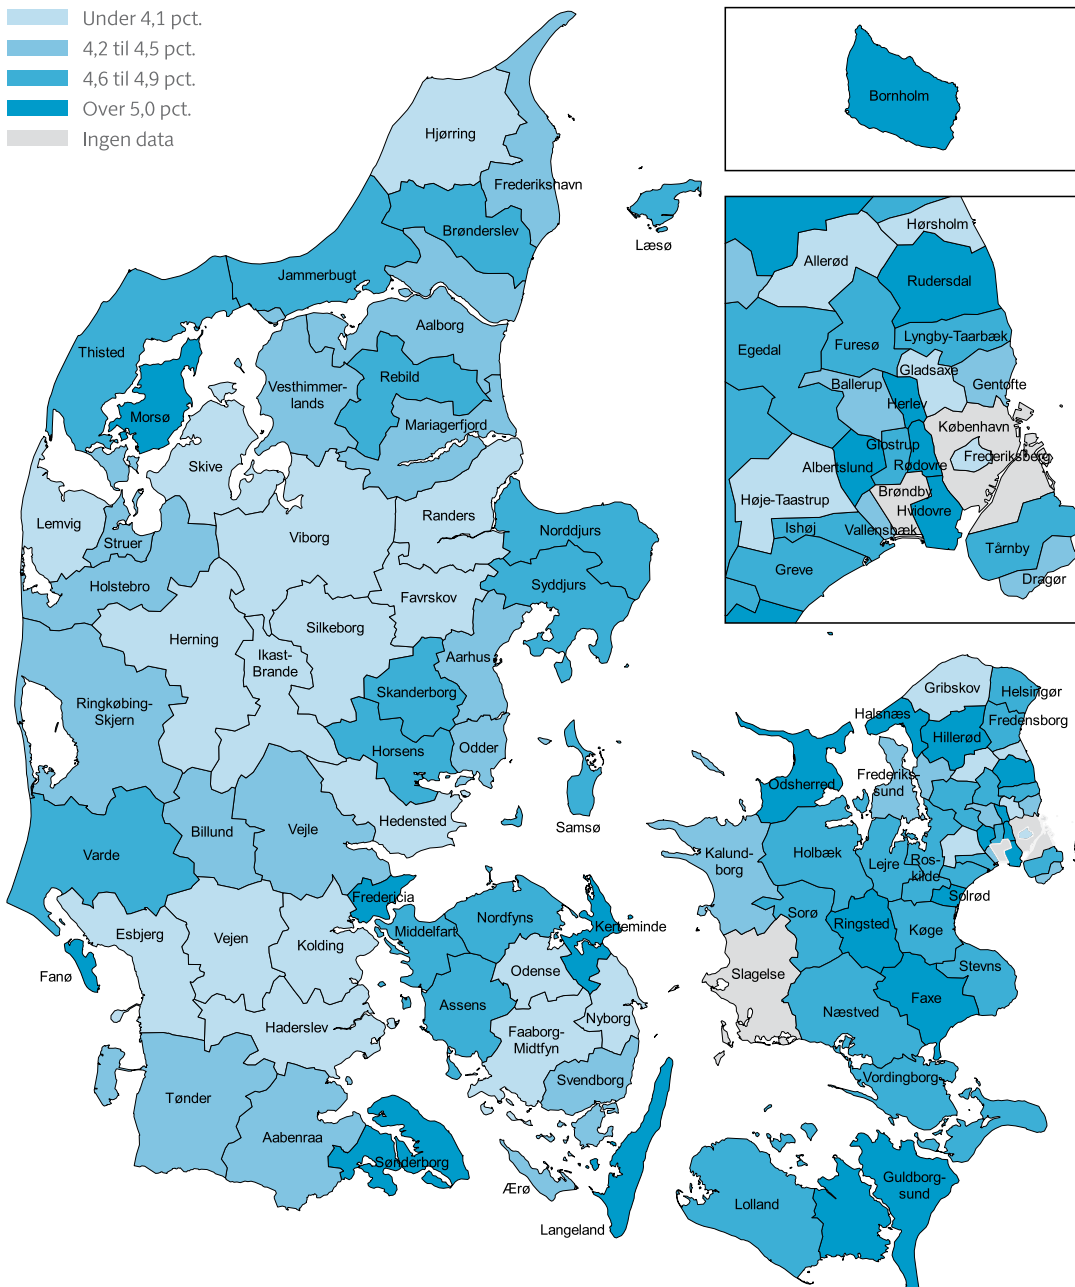 Under 4,1 pct.
4,2 til 4,5 pct.
4,6 til 4,9 pct.
Over 5,0 pct.
Ingen data
Bornholm
Hjørring
Frederikshavn
Brønderslev
Læsø
Jammerbugt
Thisted
Aalborg
Rebild
Vesthimmer-
lands
Morsø
Mariagerfjord
Skive
Lemvig
Struer
Viborg
Randers
Norddjurs
Holstebro
Syddjurs
Favrskov
Silkeborg
Herning
Ikast-
Brande
Aarhus
Skanderborg
Ringkøbing-
Skjern
Horsens
Odder
Hedensted
Samsø
Billund
Vejle
Varde
Fredericia
Esbjerg
Vejen
Kolding
Middelfart
Nordfyns
Kerteminde
Fanø
Odense
Assens
Haderslev
Faaborg-
Midtfyn
Nyborg
Svendborg
Tønder
Aabenraa
Sønderborg
Ærø
Langeland
Hørsholm
Allerød
Rudersdal
Egedal
Furesø
Lyngby-Taarbæk
Gladsaxe
Ballerup
Gentofte
Herlev
København
Glostrup
Frederiksberg
Albertslund
Rødovre
Høje-Taastrup
Brøndby
Hvidovre
Ishøj
Vallensbæk
Tårnby
Greve
Dragør
Gribskov
Helsingør
Halsnæs
Fredensborg
Hillerød
Odsherred
Frederiks-
sund
Kalund-
borg
Holbæk
Lejre
Ros-
kilde
Solrød
Sorø
Ringsted
Køge
Stevns
Slagelse
Faxe
Næstved
Vordingborg
Guldborg-
sund
Lolland